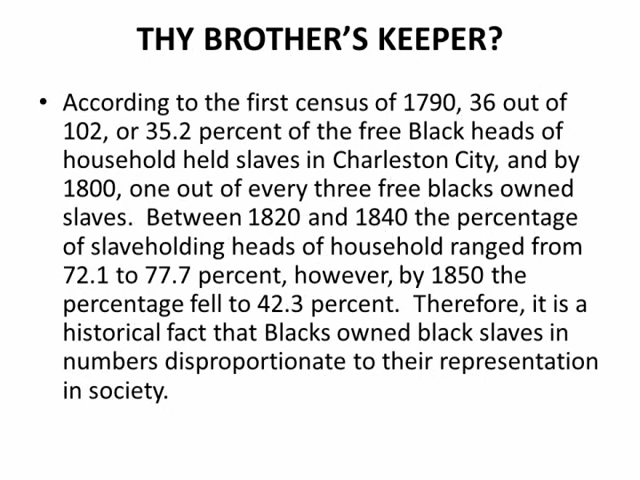 THY BROTHER’S KEEPER?
• According to the first census of 1790, 36 out of
102, or 35.2 percent of the free Black heads of
household held slaves in Charleston City, and by
1800, one out of every three free blacks owned
slaves.  Between 1820 and 1840 the percentage
of slaveholding heads of household ranged from
72.1 to 77.7 percent, however, by 1850 the
percentage fell to 42.3 percent.  Therefore, it is a
historical fact that Blacks owned black slaves in
numbers disproportionate to their representation
in society.